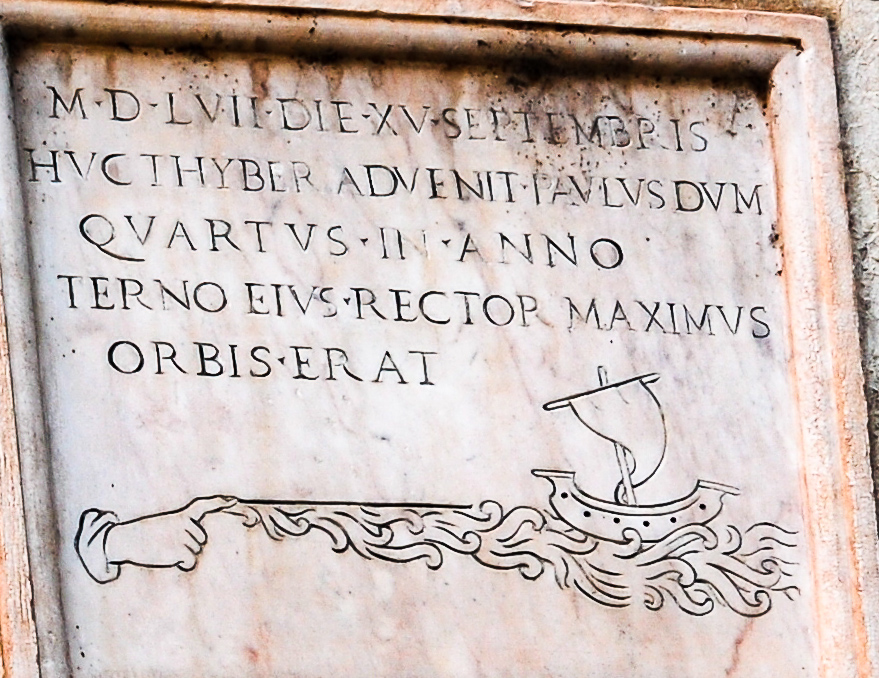 M·D·LVII·DIE·XV·SEPTEMBRIS
HVC THYBER ADVENIT·PAVLVS DVM
QVARTVS·IN·ANNO
TERNO EIVS·RECTOR MAXIMVS
ORBIS·ERAT